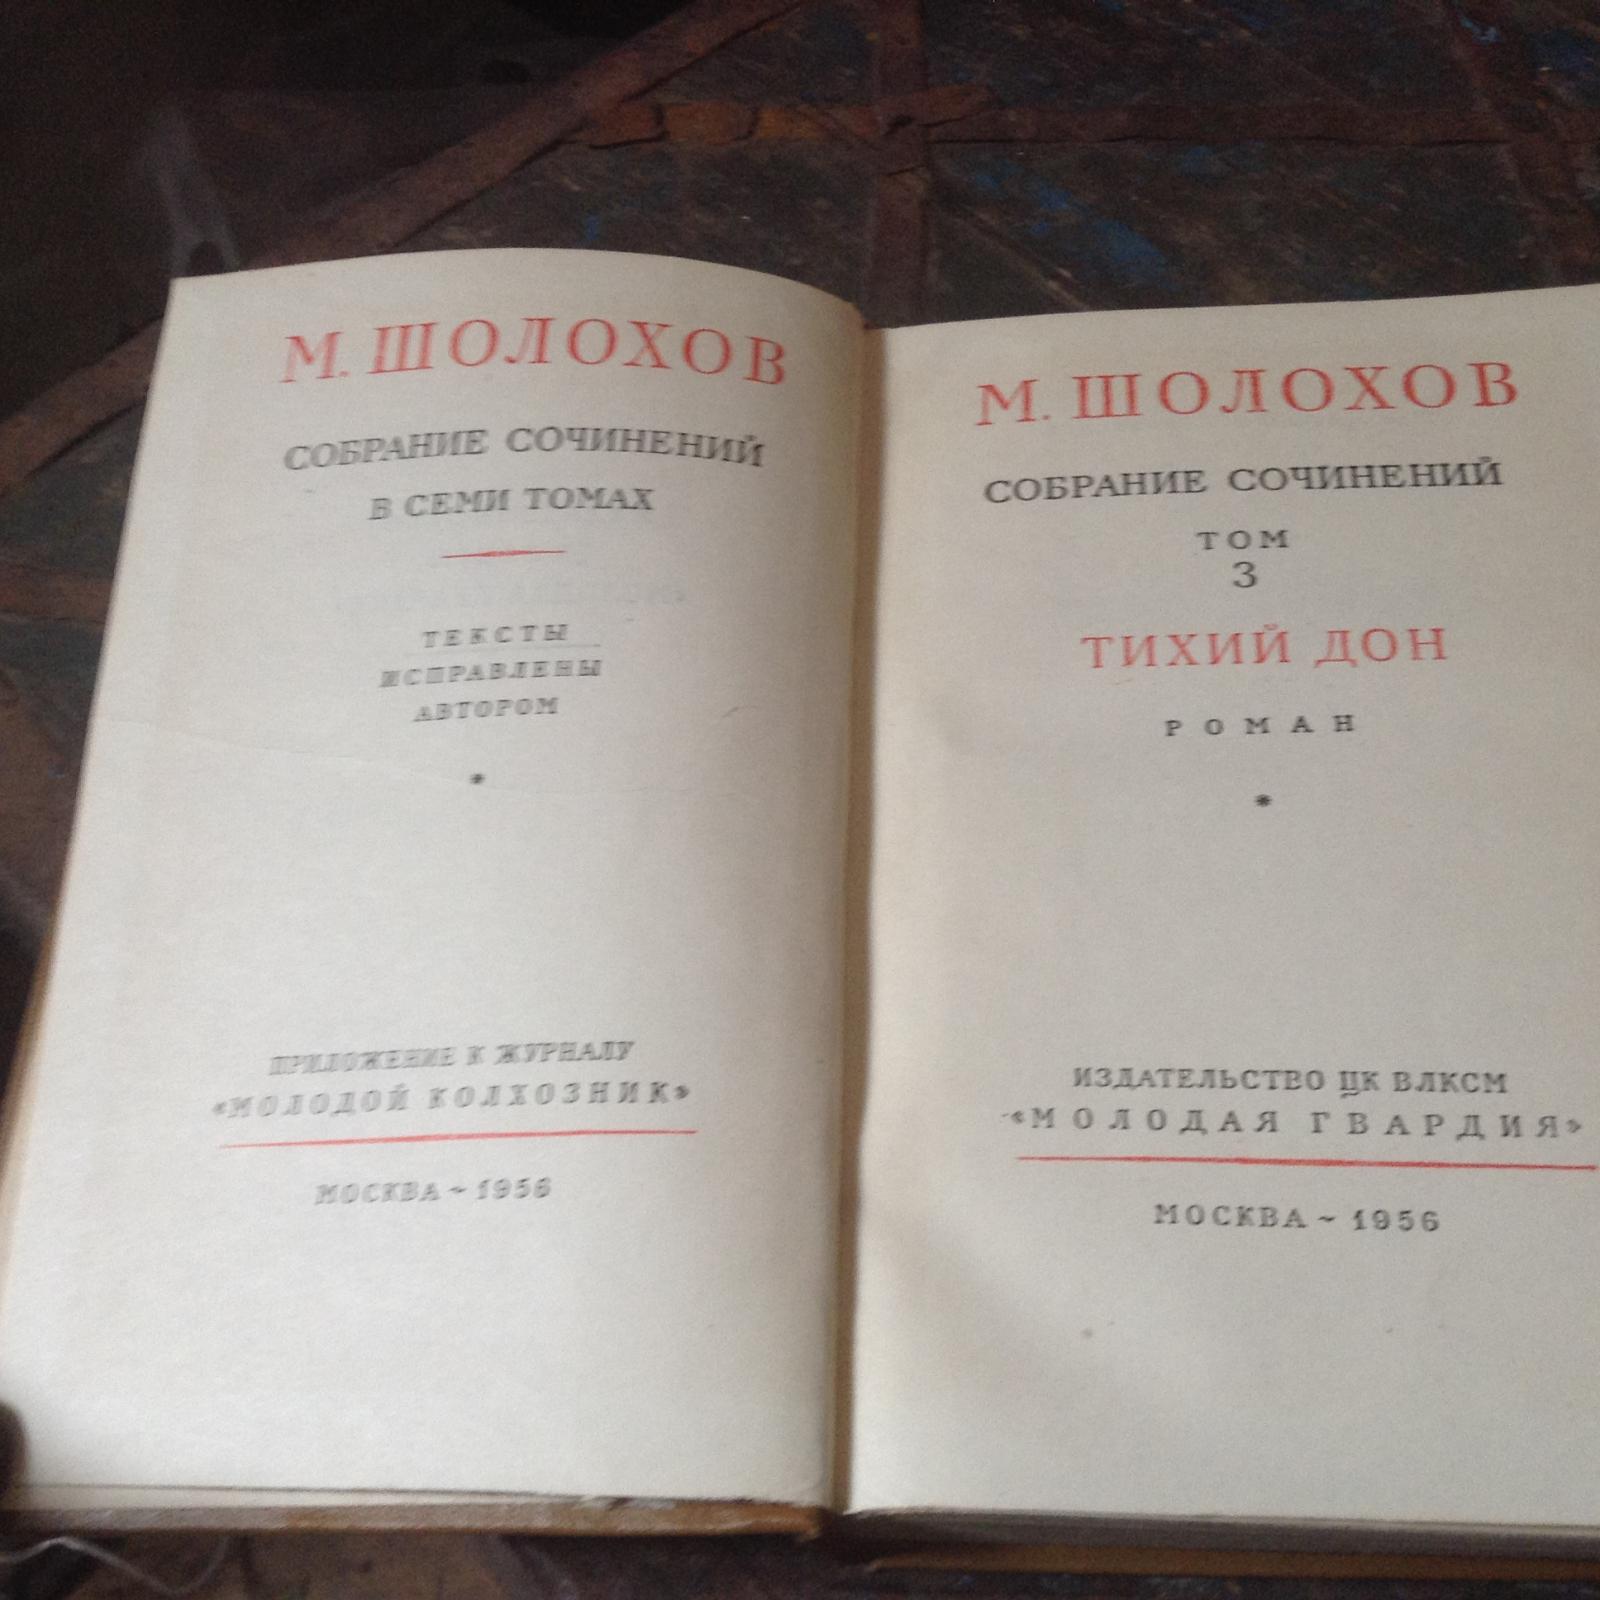 М. ШОЛОХОВ
СОБРАНИЕ СОЧИНЕНИЙ
В СЕМИ ТОМАХ
ТЕКСТЫ
ИСПРАВЛЕНЫ
АВТОРОМ
*
ПРИЛОЖЕНИЕ К ЖУРНАЛУ
«МОЛОДОЙ КОЛХОЗНИК»
МОСКВА ~ 1956
М. ШОЛОХОВ
СОБРАНИЕ СОЧИНЕНИЙ
ТОМ
3
ТИХИЙ ДОН
РОМАН
*
ИЗДАТЕЛЬСТВО ЦК ВЛКСМ
«МОЛОДАЯ ГВАРДИЯ»
МОСКВА ~ 1956